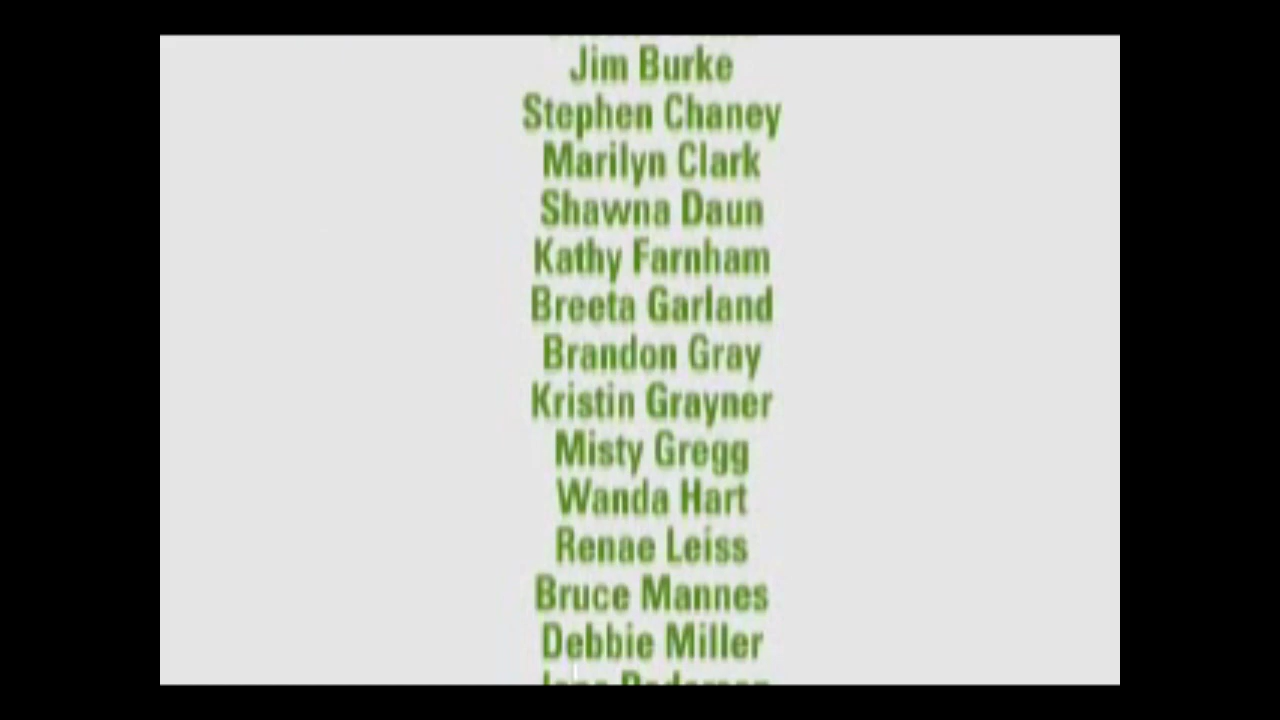 Jim Burke
Stephen Chaney
Marilyn Clark
Shawna Daun
Kathy Farnham
Breeta Garland
Brandon Gray
Kristin Grayner
Misty Gregg
Wanda Hart
Renae Leiss
Bruce Mannes
Debbie Miller